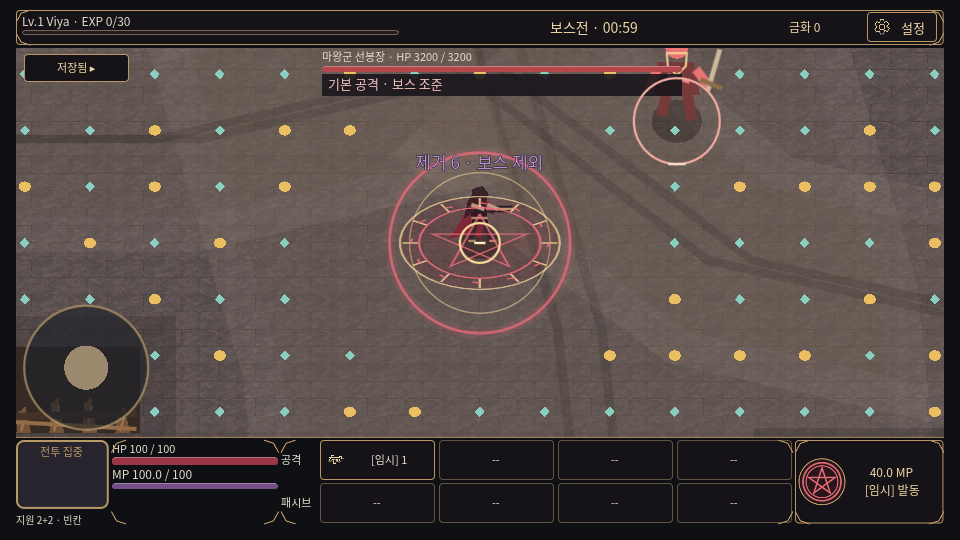 Lv.1 Viya · EXP 0/30
보스전 · 00:59
금화 0
설정
저장됨 ▸
마왕군 선봉장 · HP 3200 / 3200
기본 공격 · 보스 조준
제거 6 · 보스 제외
전투 집중
HP 100 / 100
MP 100.0 / 100
지원 2+2 · 빈칸
공격
[임시] 1
--
--
--
패시브
--
--
--
--
40.0 MP
[임시] 발동